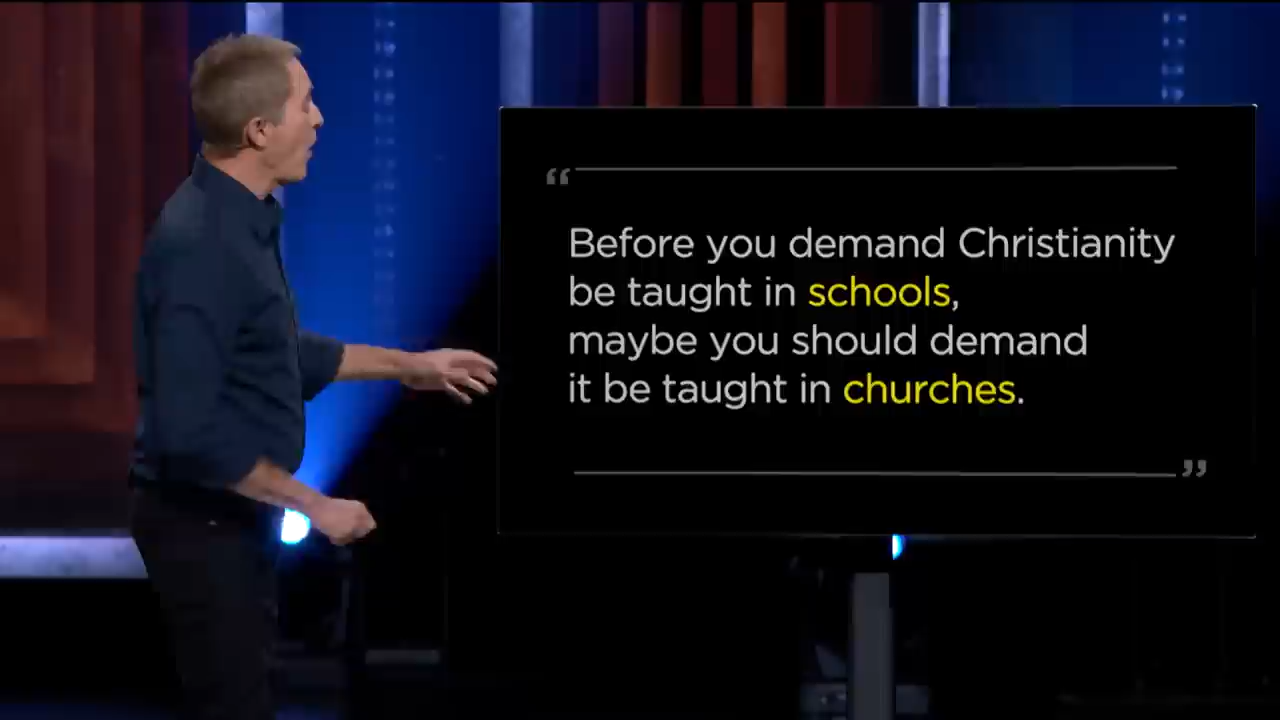 “
Before you demand Christianity
be taught in schools,
maybe you should demand
it be taught in churches.
”